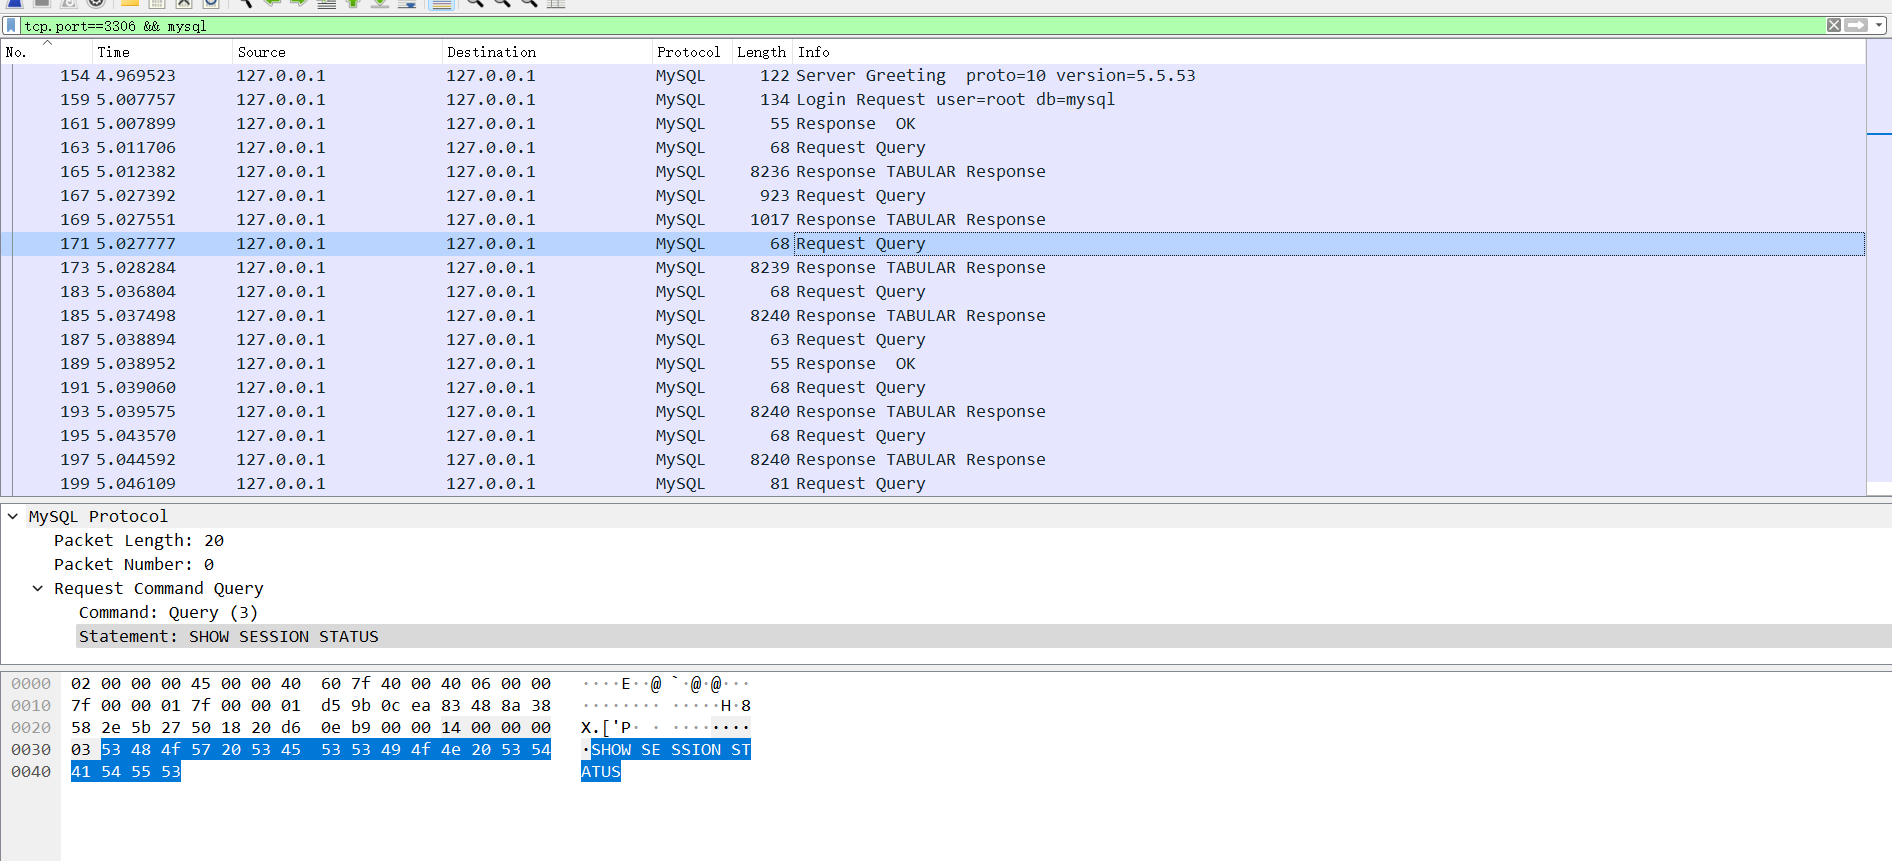 tcp.port==3306 && mysql
No. Time Source Destination Protocol Length Info
154 4.969523 127.0.0.1 127.0.0.1 MySQL 122 Server Greeting  proto=10 version=5.5.53
159 5.007757 127.0.0.1 127.0.0.1 MySQL 134 Login Request user=root db=mysql
161 5.007899 127.0.0.1 127.0.0.1 MySQL 55 Response  OK
163 5.011706 127.0.0.1 127.0.0.1 MySQL 68 Request Query
165 5.012382 127.0.0.1 127.0.0.1 MySQL 8236 Response TABULAR Response
167 5.027392 127.0.0.1 127.0.0.1 MySQL 923 Request Query
169 5.027551 127.0.0.1 127.0.0.1 MySQL 1017 Response TABULAR Response
171 5.027777 127.0.0.1 127.0.0.1 MySQL 68 Request Query
173 5.028284 127.0.0.1 127.0.0.1 MySQL 8239 Response TABULAR Response
183 5.036804 127.0.0.1 127.0.0.1 MySQL 68 Request Query
185 5.037498 127.0.0.1 127.0.0.1 MySQL 8240 Response TABULAR Response
187 5.038894 127.0.0.1 127.0.0.1 MySQL 63 Request Query
189 5.038952 127.0.0.1 127.0.0.1 MySQL 55 Response  OK
191 5.039060 127.0.0.1 127.0.0.1 MySQL 68 Request Query
193 5.039575 127.0.0.1 127.0.0.1 MySQL 8240 Response TABULAR Response
195 5.043570 127.0.0.1 127.0.0.1 MySQL 68 Request Query
197 5.044592 127.0.0.1 127.0.0.1 MySQL 8240 Response TABULAR Response
199 5.046109 127.0.0.1 127.0.0.1 MySQL 81 Request Query
MySQL Protocol
Packet Length: 20
Packet Number: 0
Request Command Query
Command: Query (3)
Statement: SHOW SESSION STATUS
0000 02 00 00 00 45 00 00 40 60 7f 40 00 40 06 00 00 ····E··@ `·@·@···
0010 7f 00 00 01 7f 00 00 01 d5 9b 0c ea 83 48 8a 38 ········ ·····H·8
0020 58 2e 5b 27 50 18 20 d6 0e b9 00 00 14 00 00 00 X.['P· · ········
0030 03 53 48 4f 57 20 53 45 53 53 49 4f 4e 20 53 54 ·SHOW SE SSION ST
0040 41 54 55 53 ATUS